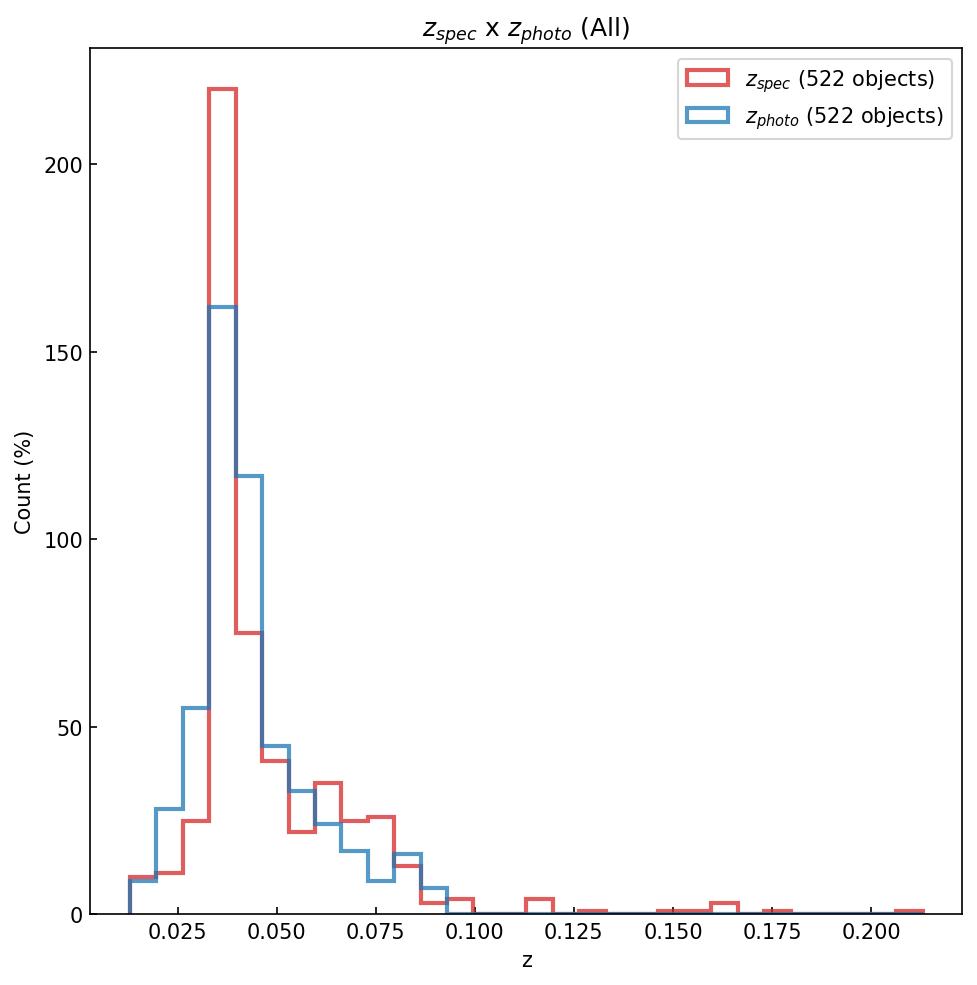 z_spec x z_photo (All)
z_spec (522 objects)
z_photo (522 objects)
Count (%)
200
150
100
50
0
0.025 0.050 0.075 0.100 0.125 0.150 0.175 0.200
z